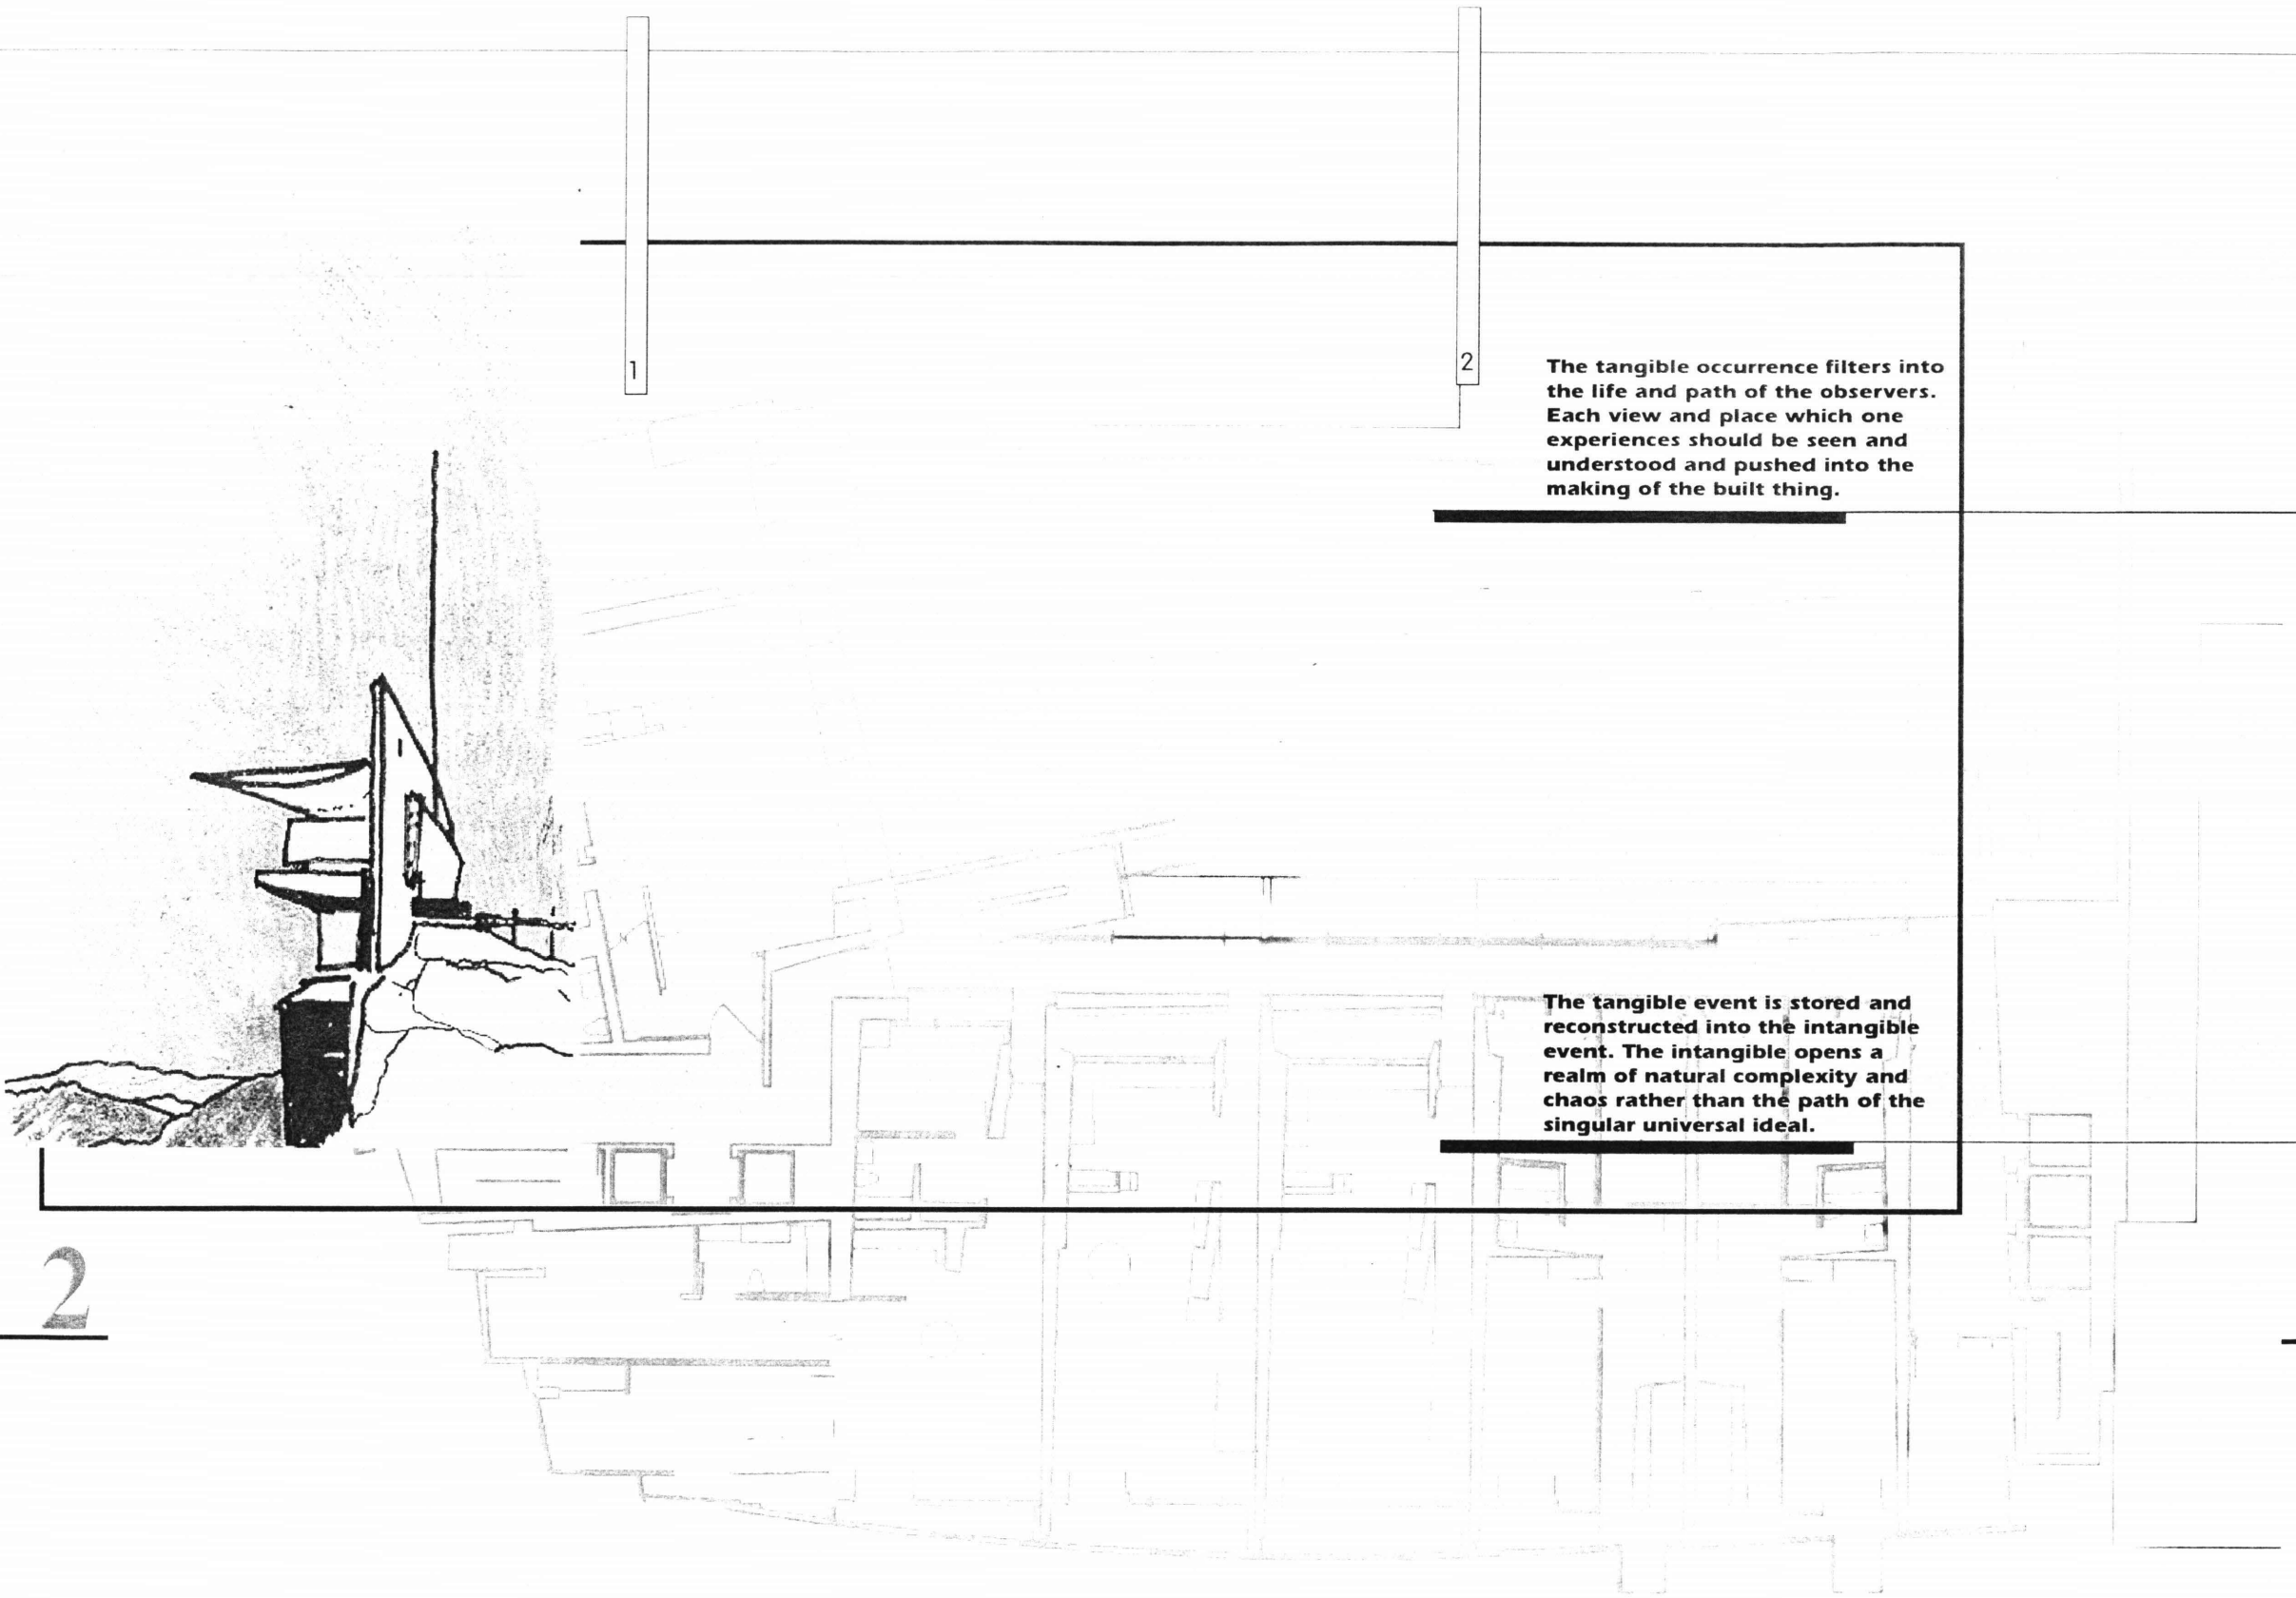 1
2
The tangible occurrence filters into
the life and path of the observers.
Each view and place which one
experiences should be seen and
understood and pushed into the
making of the built thing.
The tangible event is stored and
reconstructed into the intangible
event. The intangible opens a
realm of natural complexity and
chaos rather than the path of the
singular universal ideal.
2